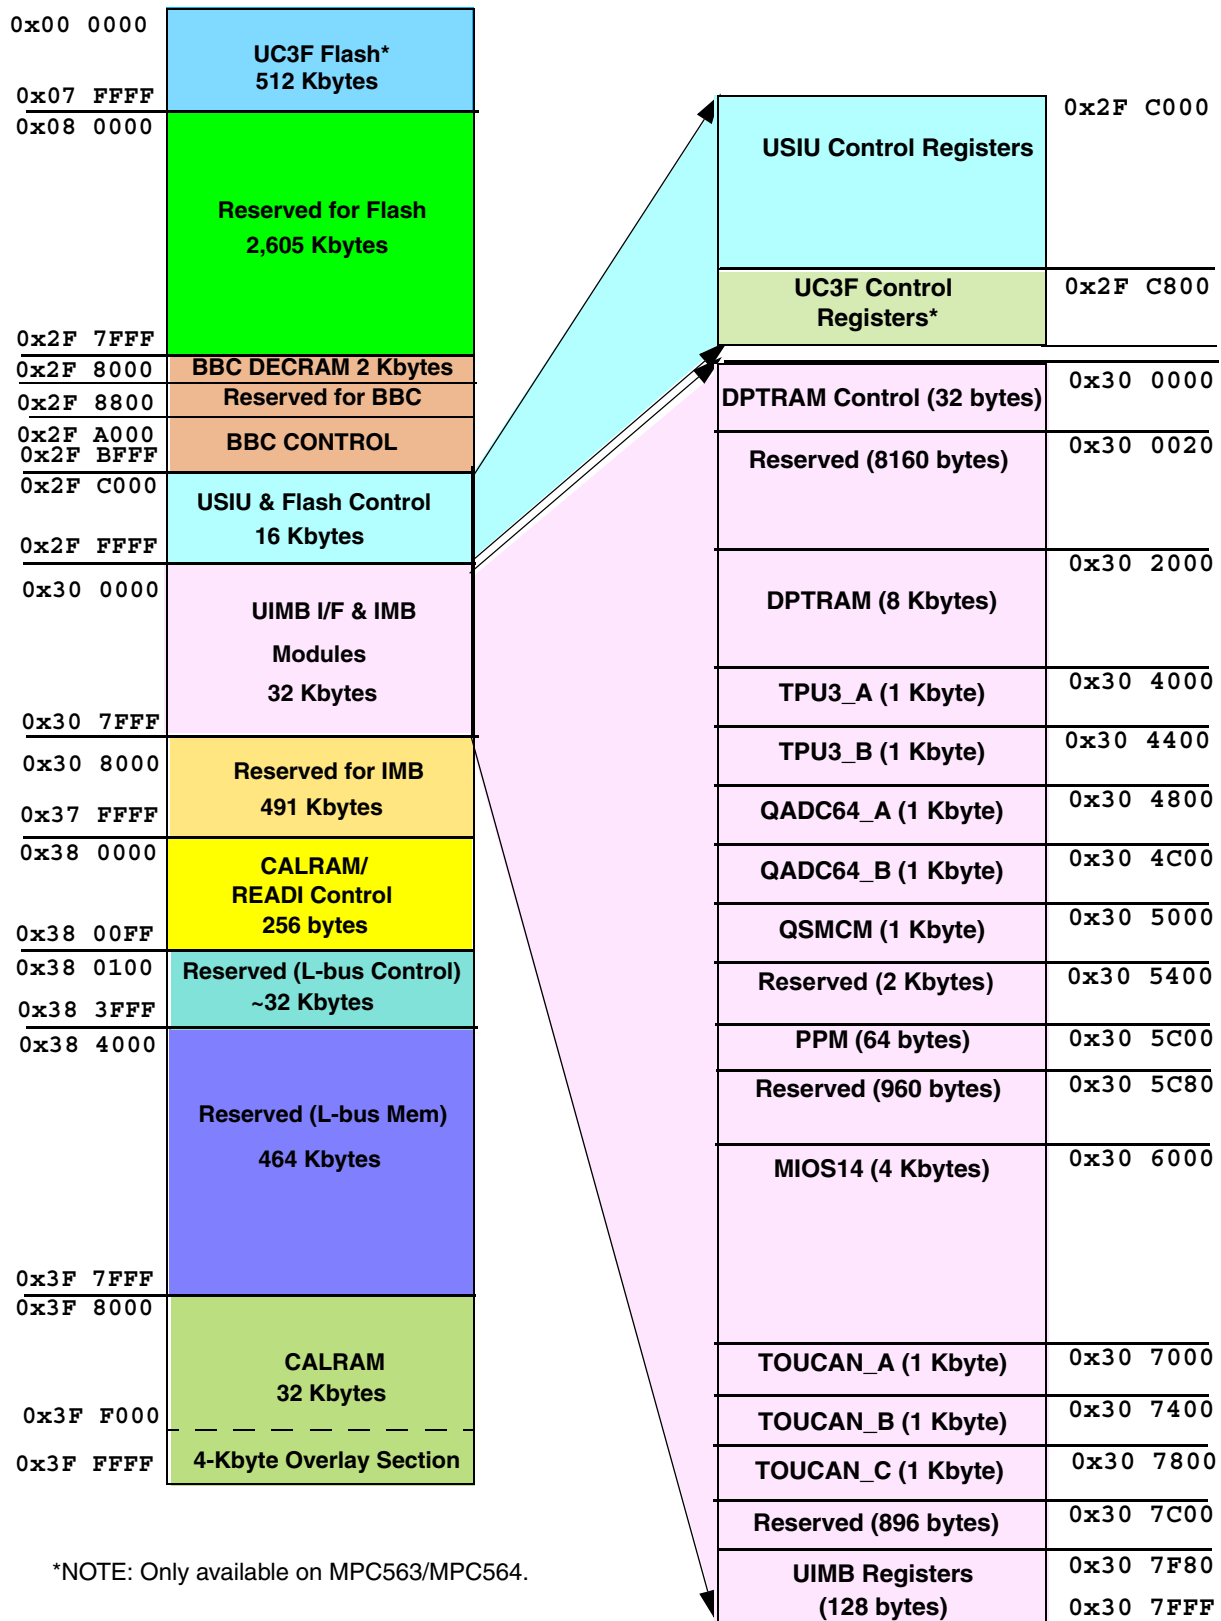 0x00 0000
UC3F Flash*
512 Kbytes
0x07 FFFF
0x08 0000
Reserved for Flash
2,605 Kbytes
0x2F 7FFF
0x2F 8000
BBC DECRAM 2 Kbytes
0x2F 8800
Reserved for BBC
0x2F A000
0x2F BFFF
BBC CONTROL
0x2F C000
USIU & Flash Control
16 Kbytes
0x2F FFFF
0x30 0000
UIMB I/F & IMB
Modules
32 Kbytes
0x30 7FFF
0x30 8000
Reserved for IMB
491 Kbytes
0x37 FFFF
0x38 0000
CALRAM/
READI Control
256 bytes
0x38 00FF
0x38 0100
Reserved (L-bus Control)
~32 Kbytes
0x38 3FFF
0x38 4000
Reserved (L-bus Mem)
464 Kbytes
0x3F 7FFF
0x3F 8000
CALRAM
32 Kbytes
0x3F F000
4-Kbyte Overlay Section
0x3F FFFF
*NOTE: Only available on MPC563/MPC564.
USIU Control Registers
0x2F C000
UC3F Control
Registers*
0x2F C800
DPTRAM Control (32 bytes)
0x30 0000
Reserved (8160 bytes)
0x30 0020
DPTRAM (8 Kbytes)
0x30 2000
TPU3_A (1 Kbyte)
0x30 4000
TPU3_B (1 Kbyte)
0x30 4400
QADC64_A (1 Kbyte)
0x30 4800
QADC64_B (1 Kbyte)
0x30 4C00
QSMCM (1 Kbyte)
0x30 5000
Reserved (2 Kbytes)
0x30 5400
PPM (64 bytes)
0x30 5C00
Reserved (960 bytes)
0x30 5C80
MIOS14 (4 Kbytes)
0x30 6000
TOUCAN_A (1 Kbyte)
0x30 7000
TOUCAN_B (1 Kbyte)
0x30 7400
TOUCAN_C (1 Kbyte)
0x30 7800
Reserved (896 bytes)
0x30 7C00
UIMB Registers
(128 bytes)
0x30 7F80
0x30 7FFF